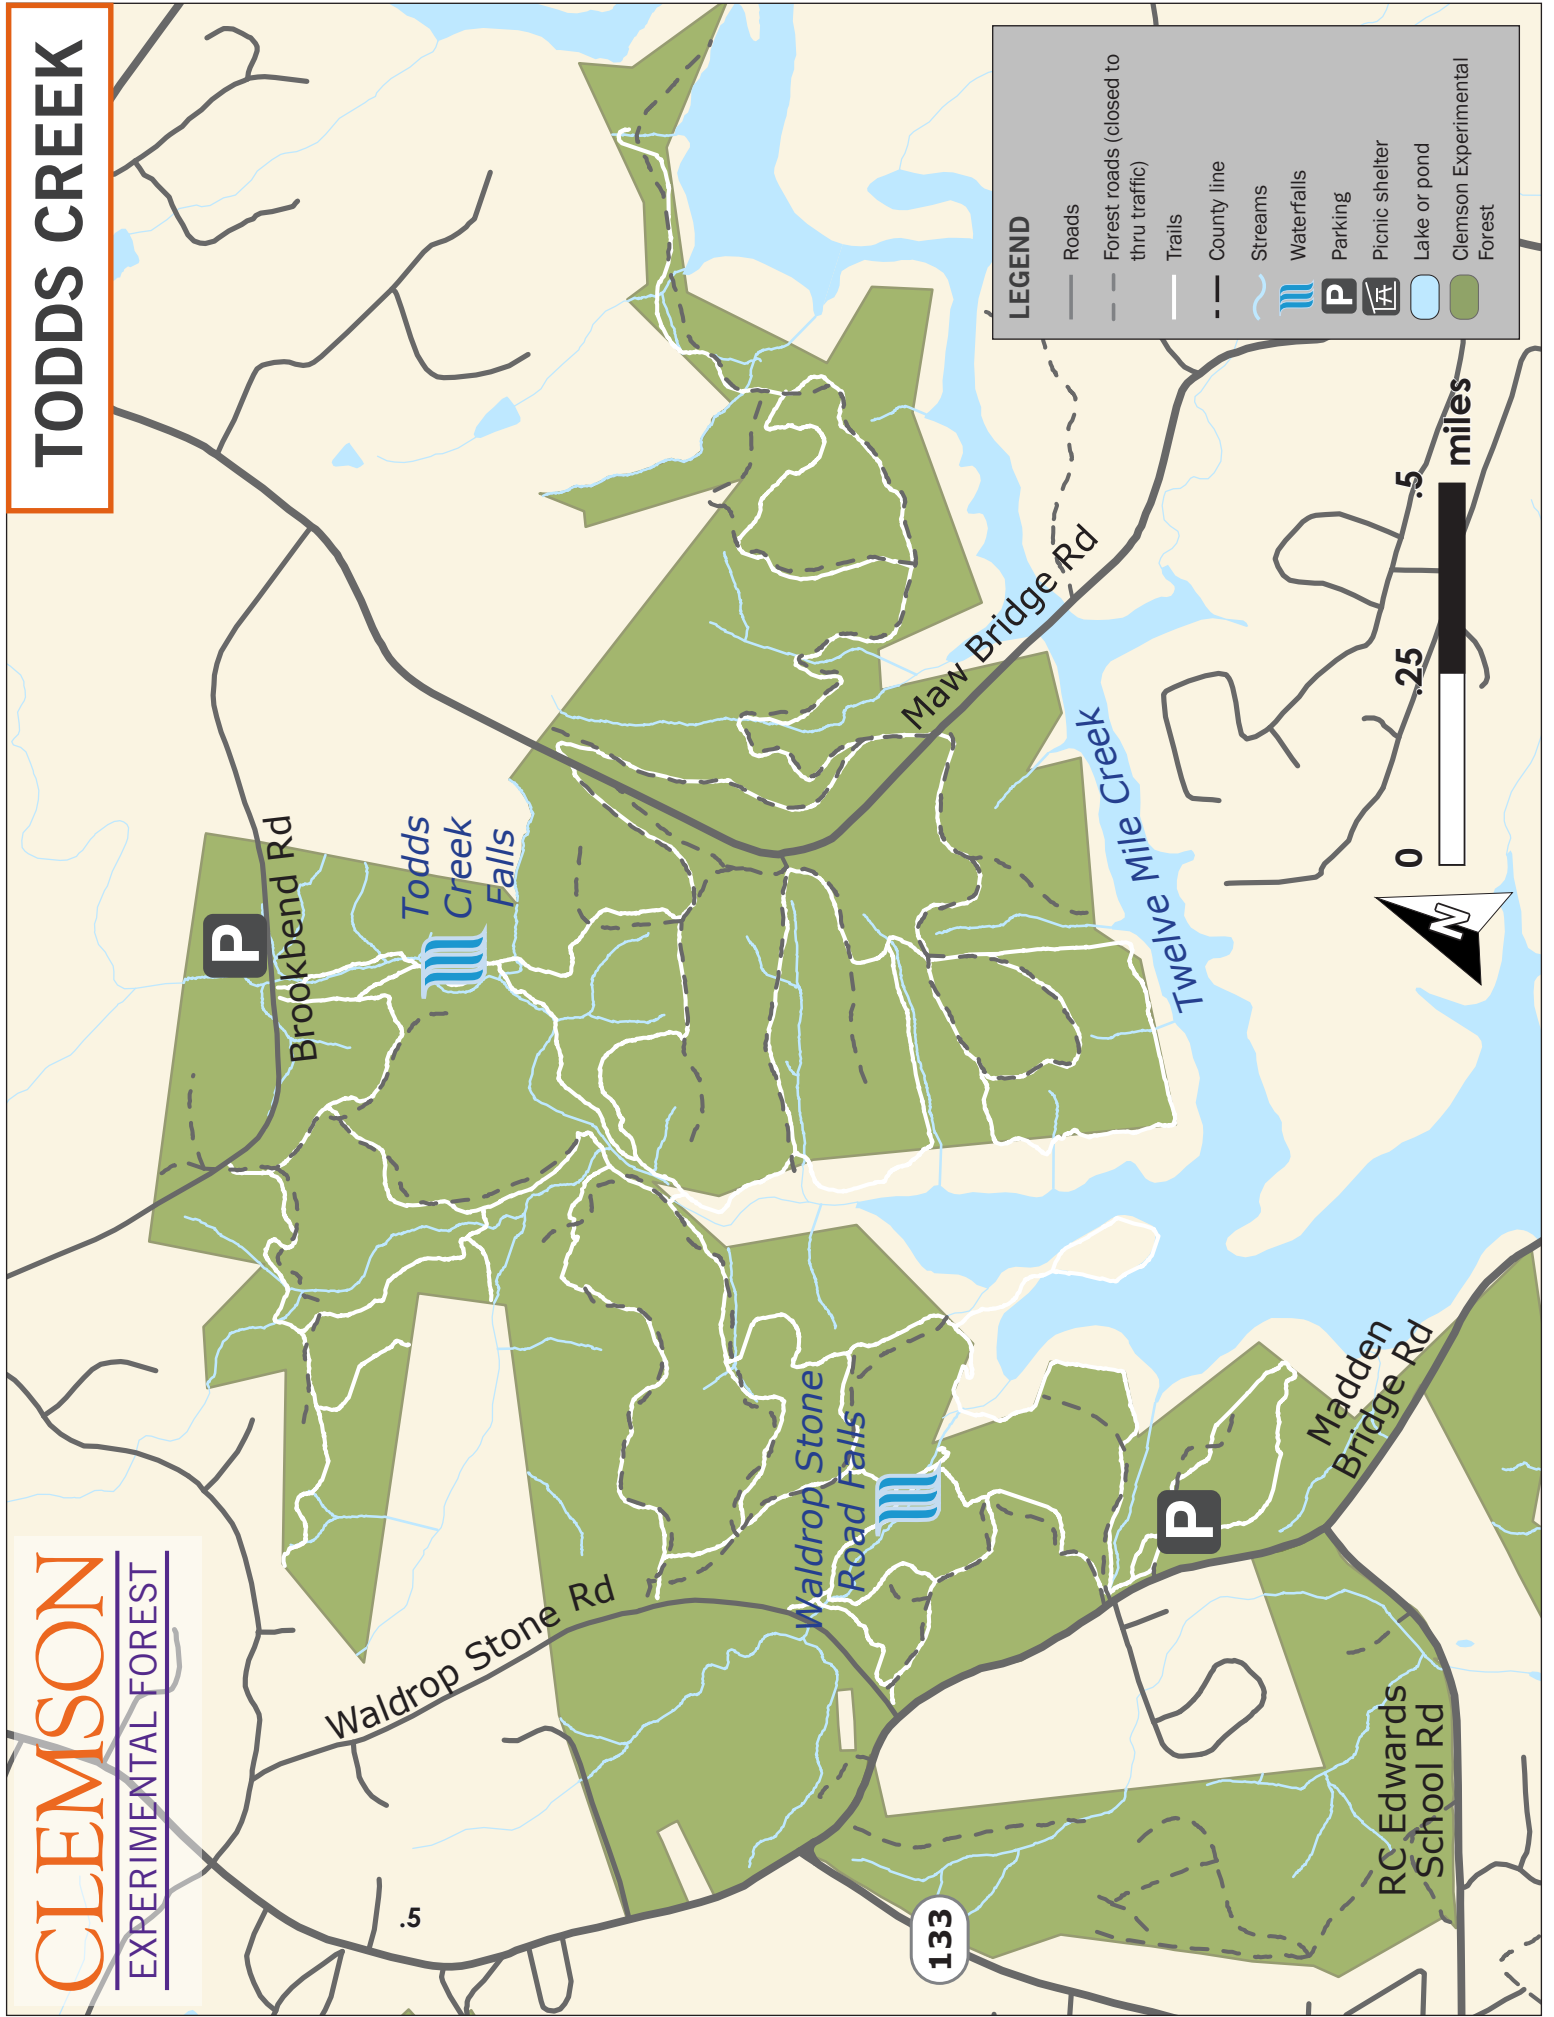 CLEMSON
EXPERIMENTAL FOREST
TODDS CREEK
P
Brookbend Rd
Todds
Creek
Falls
Waldrop Stone Rd
.5
Waldrop Stone
Road Falls
Maw Bridge Rd
133
Twelve Mile Creek
P
Madden
Bridge Rd
RC Edwards
School Rd
N
0
.25
.5
miles
LEGEND
Roads
Forest roads (closed to
thru traffic)
Trails
County line
Streams
Waterfalls
P Parking
Picnic shelter
Lake or pond
Clemson Experimental
Forest